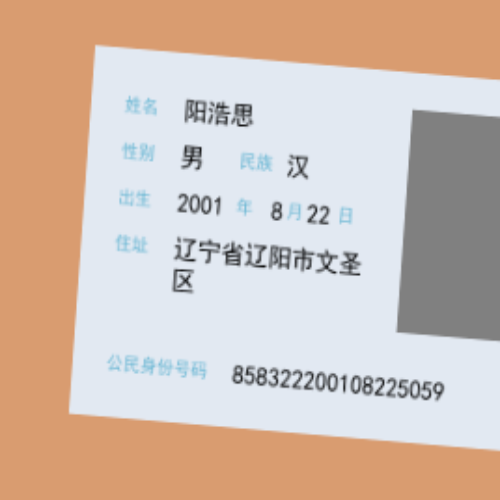 姓名 阳浩思
性别 男 民族 汉
出生 2001 年 8 月 22 日
住址 辽宁省辽阳市文圣
区
公民身份号码 858322200108225059